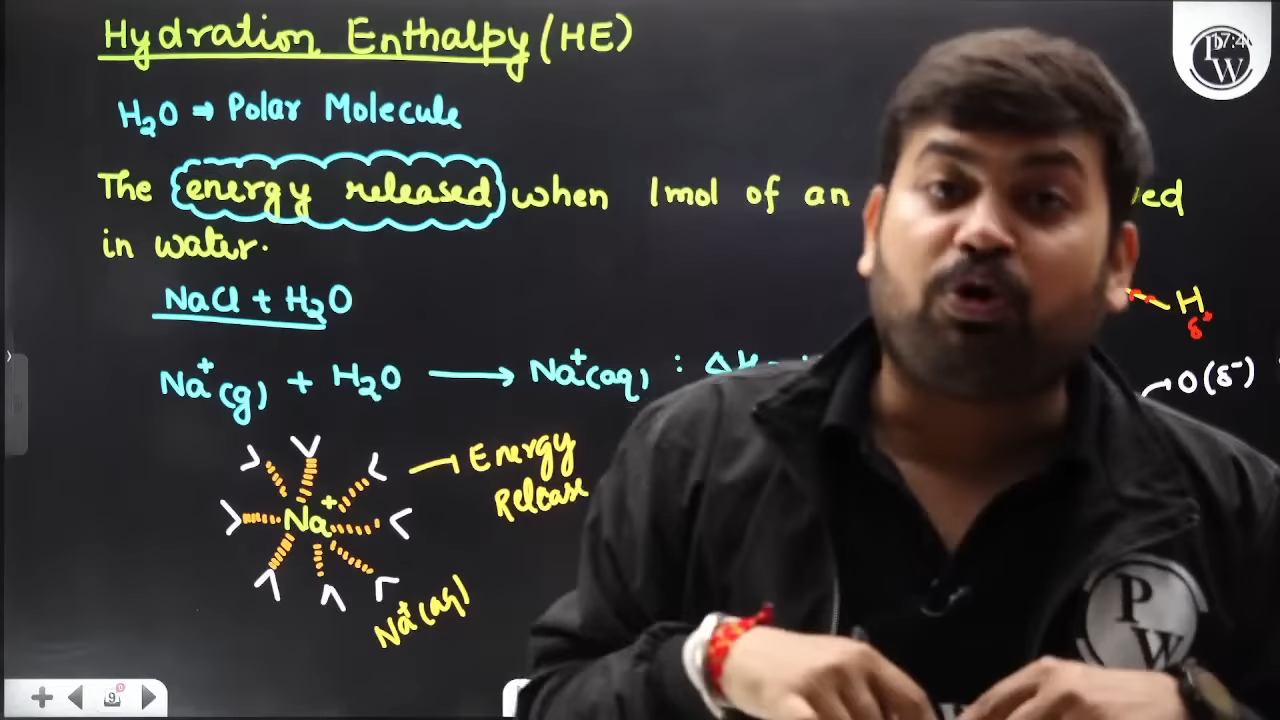 Hydration Enthalpy (HE)
H₂O ⇒ Polar Molecule
The energy released when 1mol of an
in water.
NaCl + H₂O
H
δ⁺
Na⁺(g) + H₂O ⟶ Na⁺(aq) :
O(δ⁻)
Energy
Release
Na⁺
Na⁺(aq)
PW
PW
9